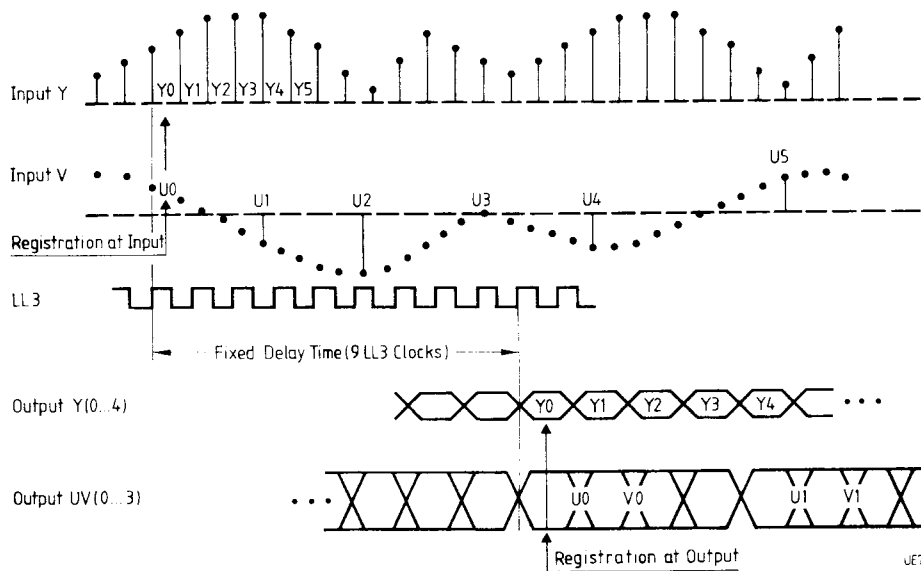 Input Y
Y0 Y1 Y2 Y3 Y4 Y5
Input V
U0 U1 U2 U3 U4 U5
Registration at Input
LL3
Fixed Delay Time (9 LL3 Clocks)
Output Y(0...4)
Y0 Y1 Y2 Y3 Y4
Output UV(0...3)
U0 V0 U1 V1
Registration at Output